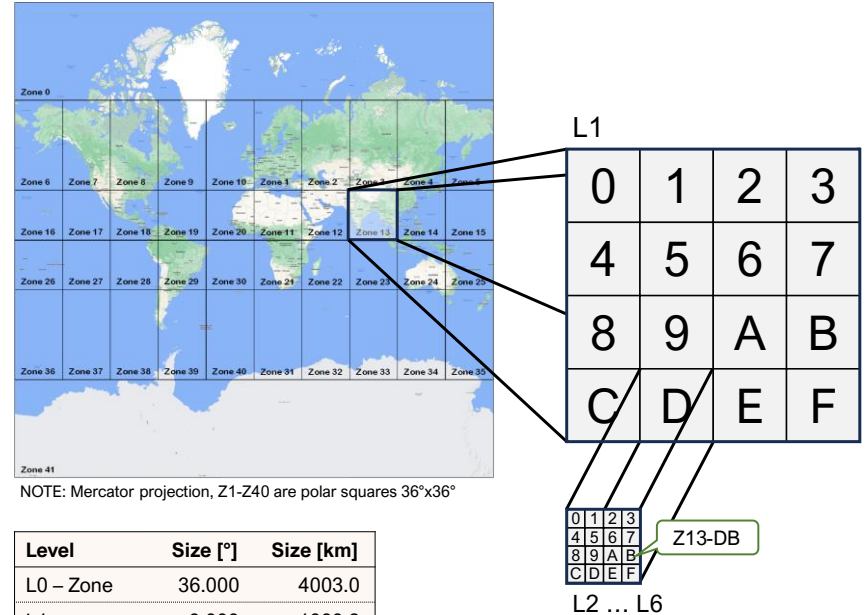 Zone 0
Zone 6 Zone 7 Zone 8 Zone 9 Zone 10 Zone 1 Zone 2 Zone 3 Zone 4 Zone 5
Zone 16 Zone 17 Zone 18 Zone 19 Zone 20 Zone 11 Zone 12 Zone 13 Zone 14 Zone 15
Zone 26 Zone 27 Zone 28 Zone 29 Zone 30 Zone 21 Zone 22 Zone 23 Zone 24 Zone 25
Zone 36 Zone 37 Zone 38 Zone 39 Zone 40 Zone 31 Zone 32 Zone 33 Zone 34 Zone 35
Zone 41
NOTE: Mercator projection, Z1-Z40 are polar squares 36°x36°
L1
0 1 2 3
4 5 6 7
8 9 A B
C D E F
0 1 2 3
4 5 6 7
8 9 A B
C D E F
Z13-DB
L2 ... L6
Level Size [°] Size [km]
L0 – Zone 36.000 4003.0